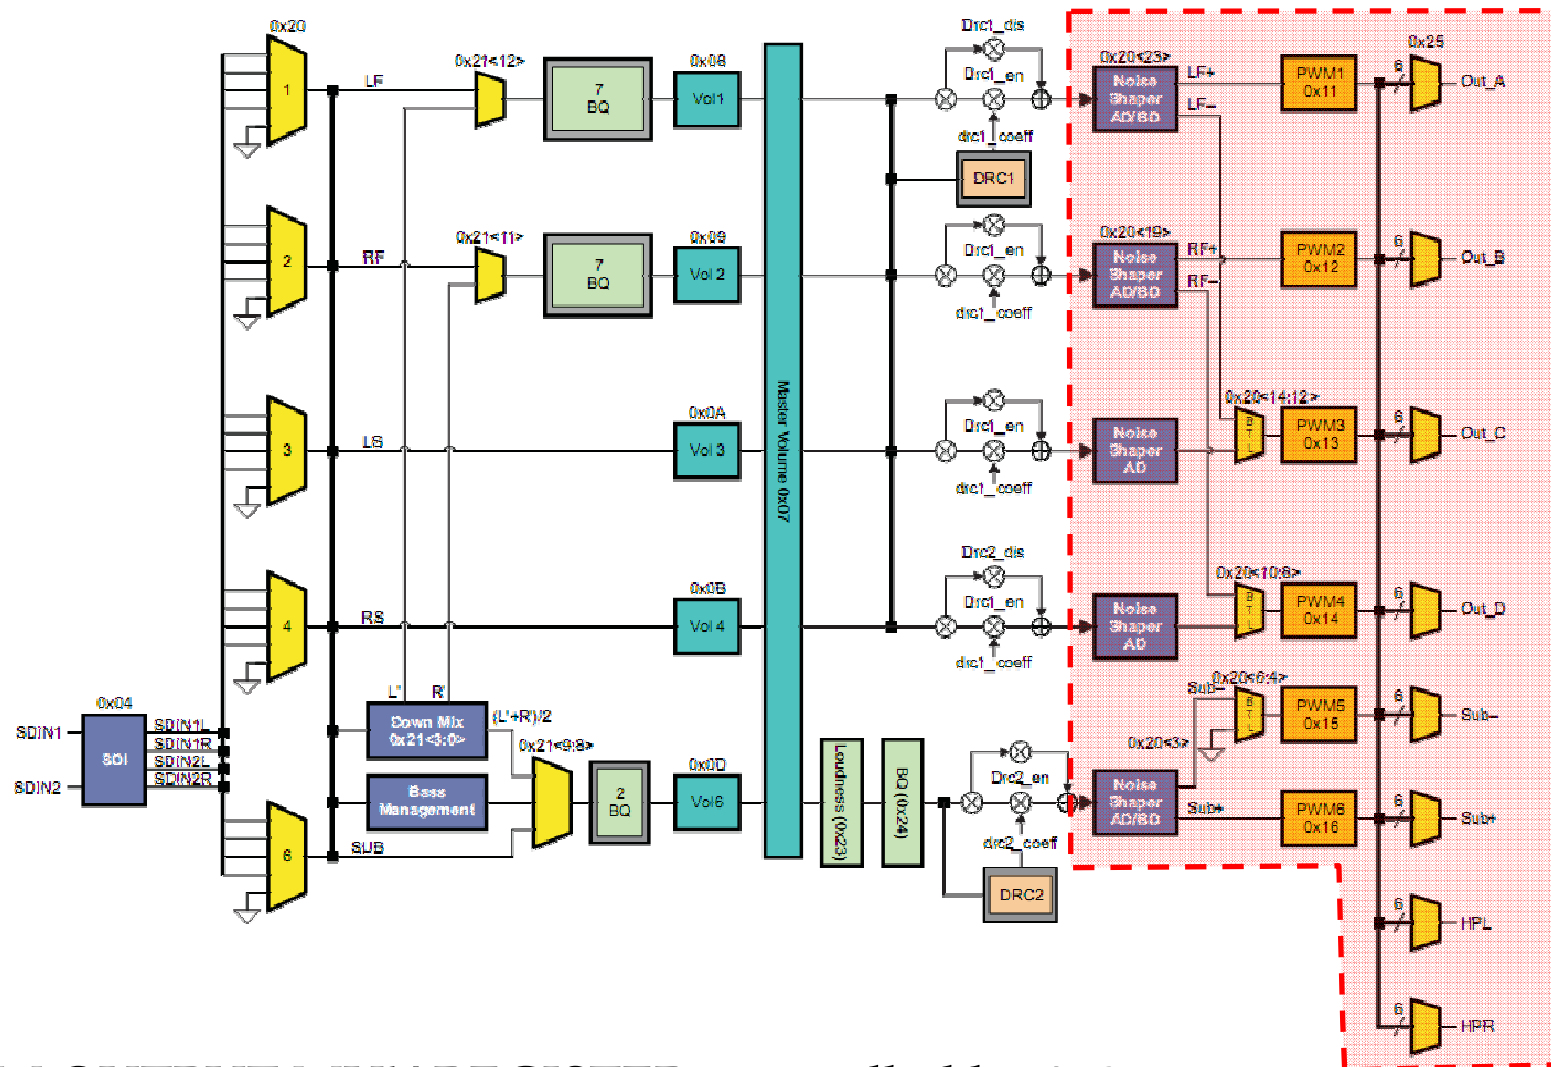 0x20
Drc1_dis
0x25
0x21<12>
0x08
0x20<23>
LF+
PWM1
0x11
6
Out_A
1
LF
7
BQ
Vol1
Drc1_en
Noise
Shaper
AD/BD
LF-
drc1_coeff
DRC1
0x21<11>
0x09
0x20<19>
RF+
PWM2
0x12
6
Out_B
2
RF
7
BQ
Vol 2
Drc1_en
Noise
Shaper
AD/BD
RF-
drc1_coeff
0x0A
0x20<14:12>
BTL
PWM3
0x13
6
Out_C
3
LS
Vol 3
Master Volume 0x07
Drc1_en
Noise
Shaper
AD
drc1_coeff
Drc2_dis
0x0B
0x20<10:8>
BTL
PWM4
0x14
6
Out_D
4
RS
Vol 4
Drc1_en
Noise
Shaper
AD
drc1_coeff
L'
R'
Sub-
0x20<6:4>
BTL
PWM5
0x15
6
Sub-
0x04
SDIN1
SDIN2
SDI
SDIN1L
SDIN1R
SDIN2L
SDIN2R
Down Mix
0x21<3:0>
(L'+R')/2
0x21<9:8>
0x20<3>
Bass
Management
2
BQ
0x0D
Vol6
Loudness (0x23)
BQ (0x24)
Drc2_en
Noise
Shaper
AD/BD
Sub+
PWM6
0x16
6
Sub+
6
SUB
drc2_coeff
DRC2
6
HPL
6
HPR